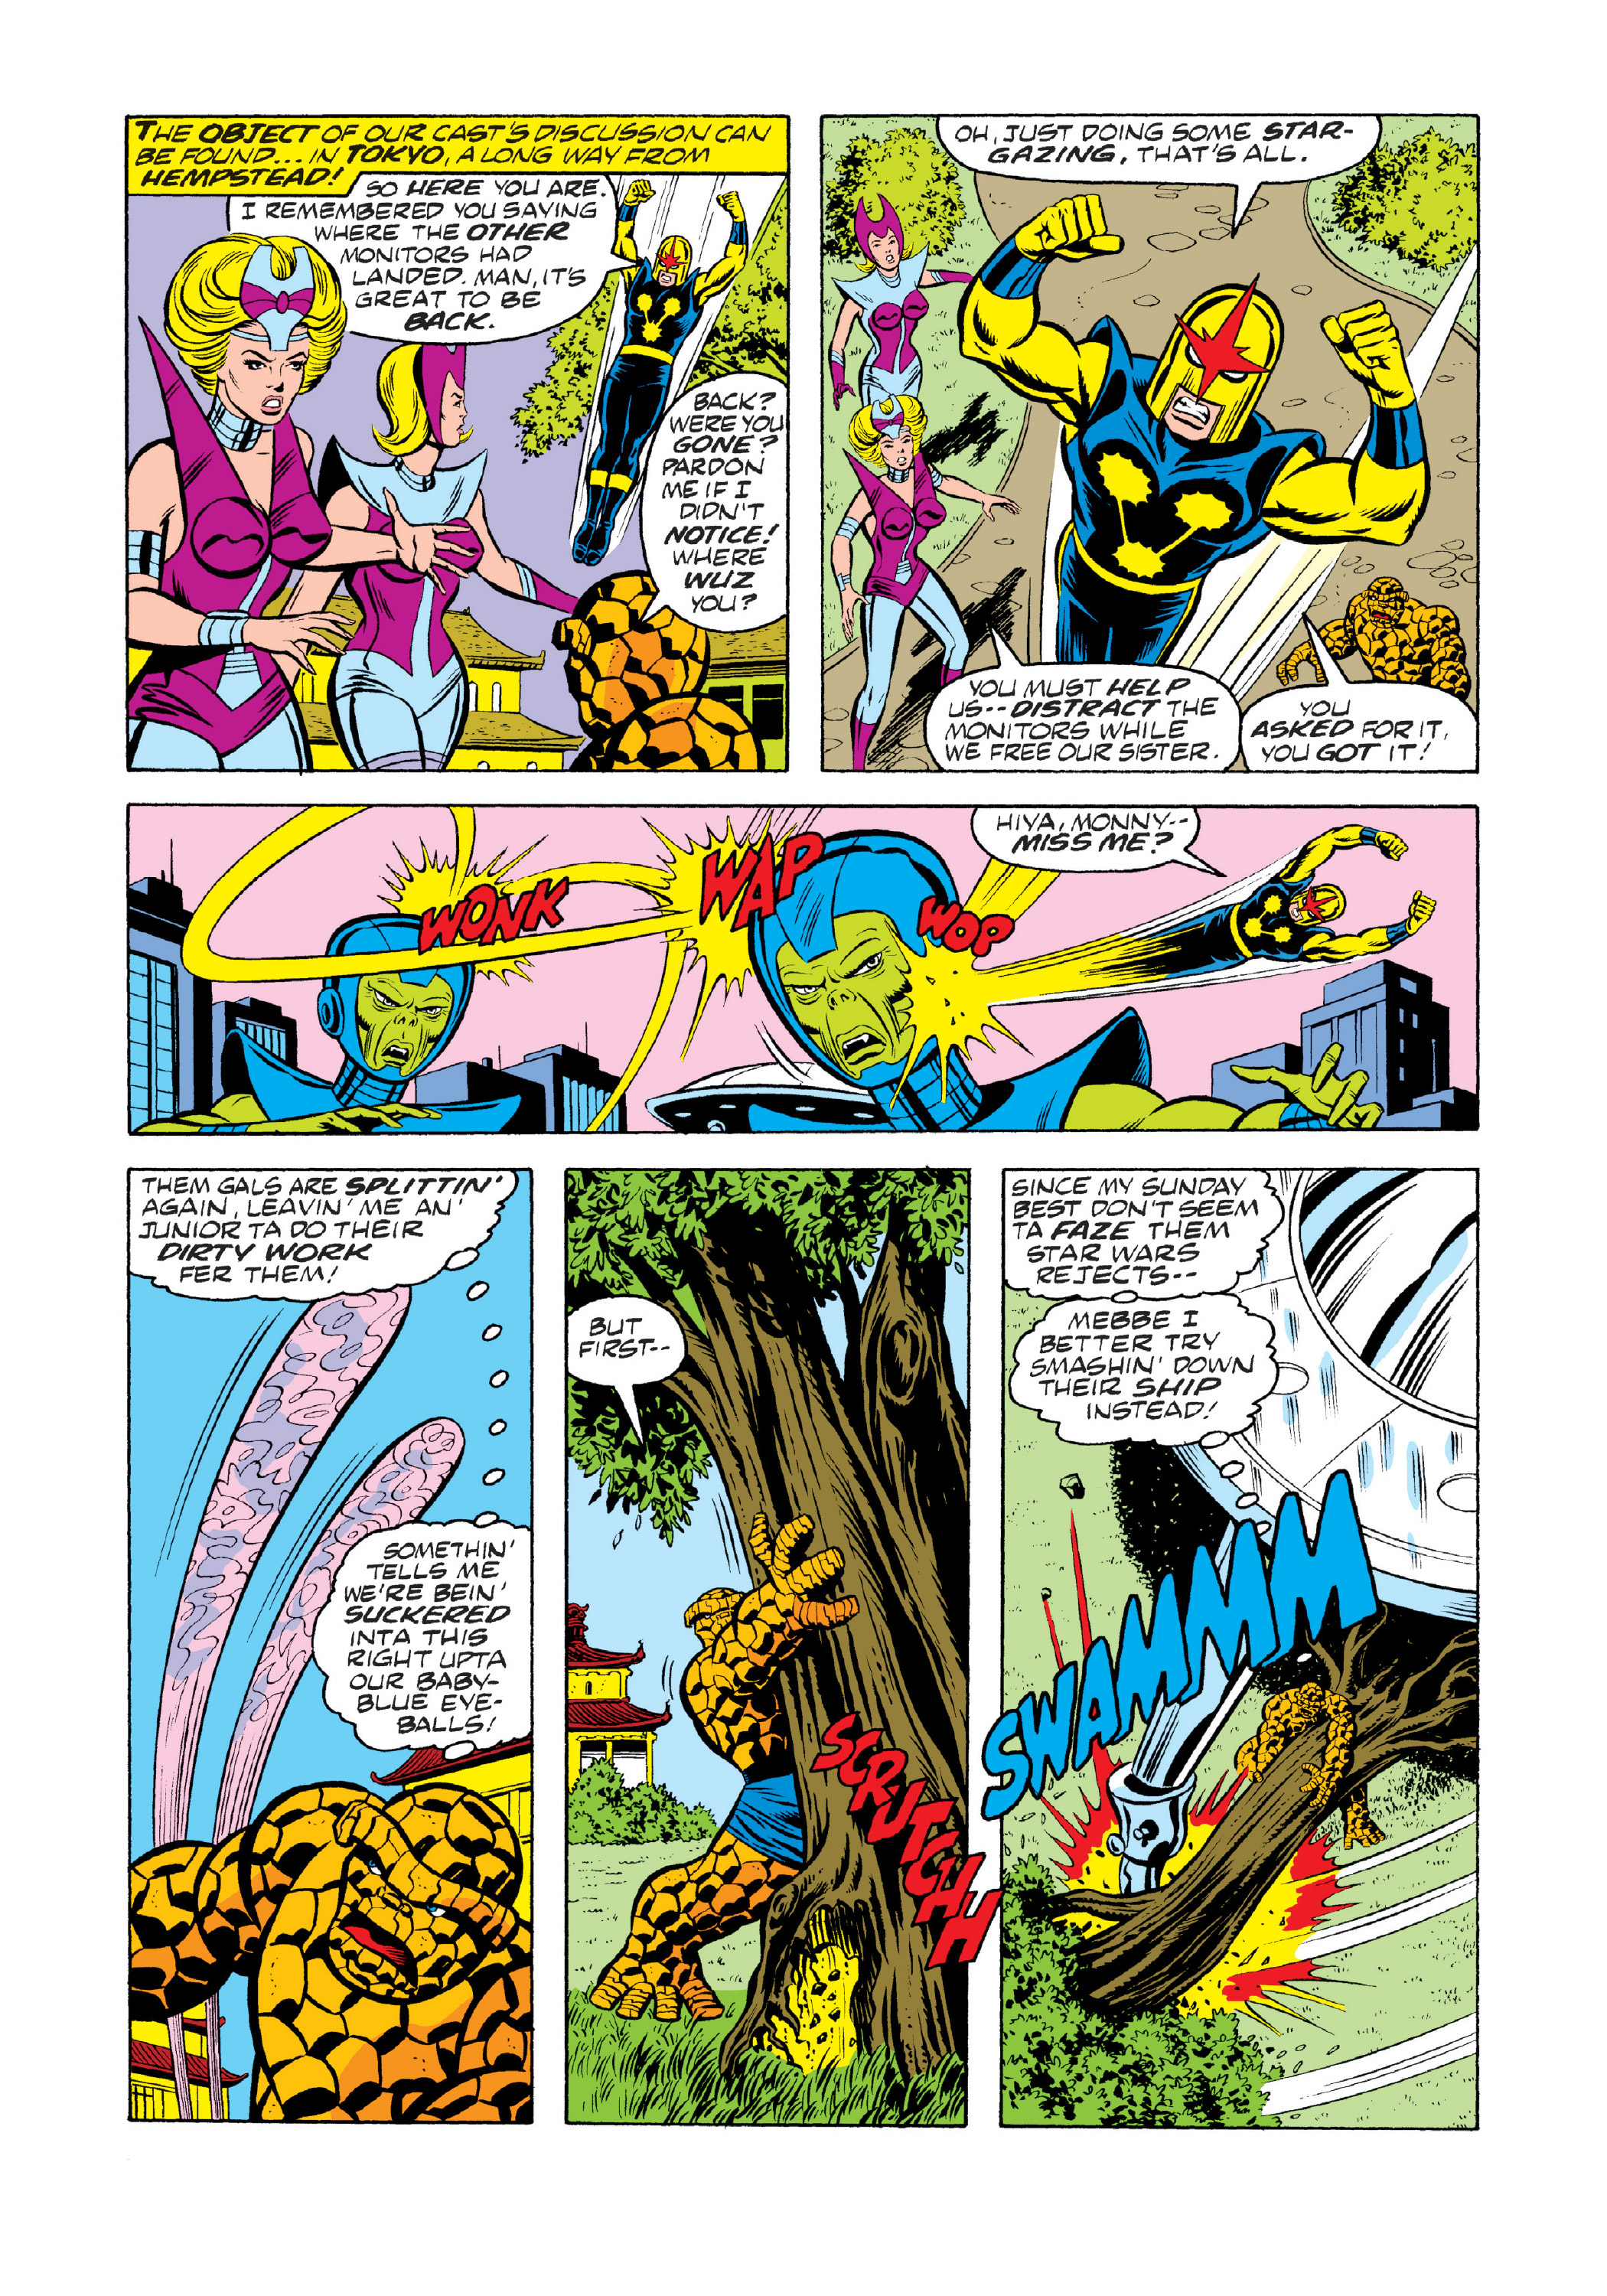 THE OBJECT OF OUR CAST'S DISCUSSION CAN
BE FOUND... IN TOKYO, A LONG WAY FROM
HEMPSTEAD!
SO HERE YOU ARE.
I REMEMBERED YOU SAYING
WHERE THE OTHER
MONITORS HAD
LANDED. MAN, IT'S
GREAT TO BE
BACK.
BACK?
WERE YOU
GONE?
PARDON
ME IF I
DIDN'T
NOTICE!
WHERE
WUZ
YOU?
OH, JUST DOING SOME STAR-
GAZING, THAT'S ALL.
YOU MUST HELP
US-- DISTRACT THE
MONITORS WHILE
WE FREE OUR SISTER.
YOU
ASKED FOR IT,
YOU GOT IT!
WONK
WAP
WOP
HIYA, MONNY--
MISS ME?
THEM GALS ARE SPLITTIN'
AGAIN, LEAVIN' ME AN'
JUNIOR TA DO THEIR
DIRTY WORK
FER THEM!
SOMETHIN'
TELLS ME
WE'RE BEIN'
SUCKERED
INTA THIS
RIGHT UPTA
OUR BABY-
BLUE EYE-
BALLS!
BUT
FIRST--
SCRUTCHH
SINCE MY SUNDAY
BEST DON'T SEEM
TA FAZE THEM
STAR WARS
REJECTS--
MEBBE I
BETTER TRY
SMASHIN' DOWN
THEIR SHIP
INSTEAD!
SWAMMMM